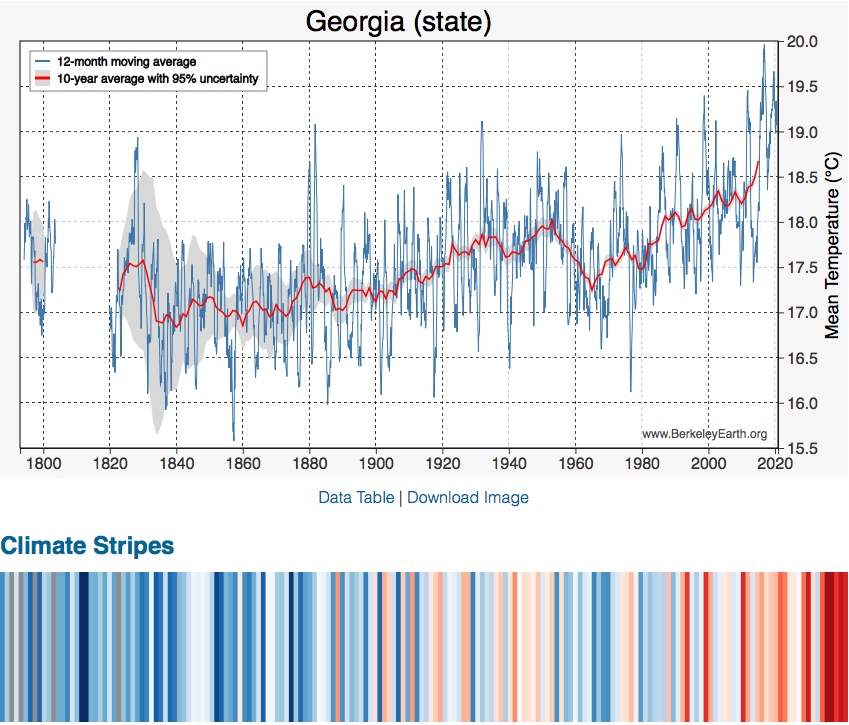 Georgia (state)
12-month moving average
10-year average with 95% uncertainty
20.0
19.5
19.0
18.5
18.0
17.5
17.0
16.5
16.0
15.5
Mean Temperature (°C)
www.BerkeleyEarth.org
1800 1820 1840 1860 1880 1900 1920 1940 1960 1980 2000 2020
Data Table | Download Image
Climate Stripes